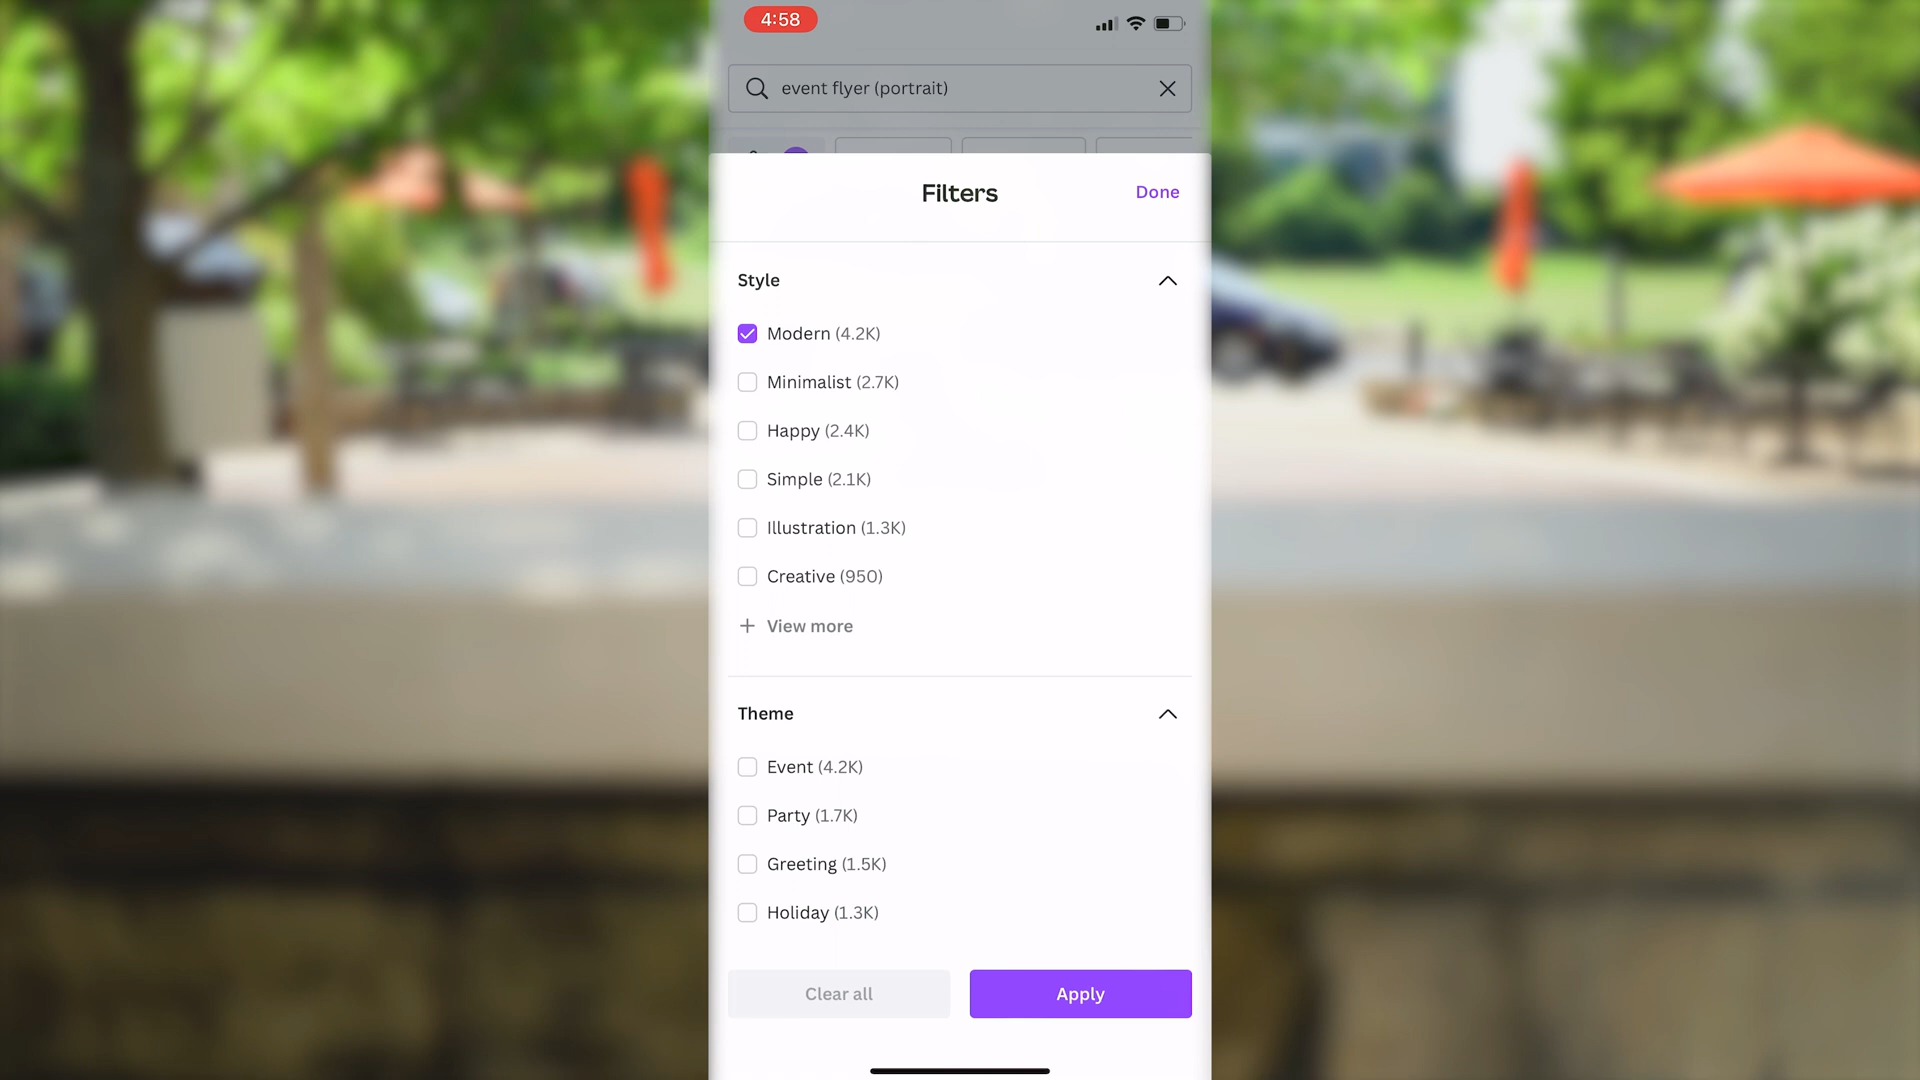 4:58
event flyer (portrait)
Filters
Done
Style
Modern (4.2K)
Minimalist (2.7K)
Happy (2.4K)
Simple (2.1K)
Illustration (1.3K)
Creative (950)
View more
Theme
Event (4.2K)
Party (1.7K)
Greeting (1.5K)
Holiday (1.3K)
Clear all
Apply